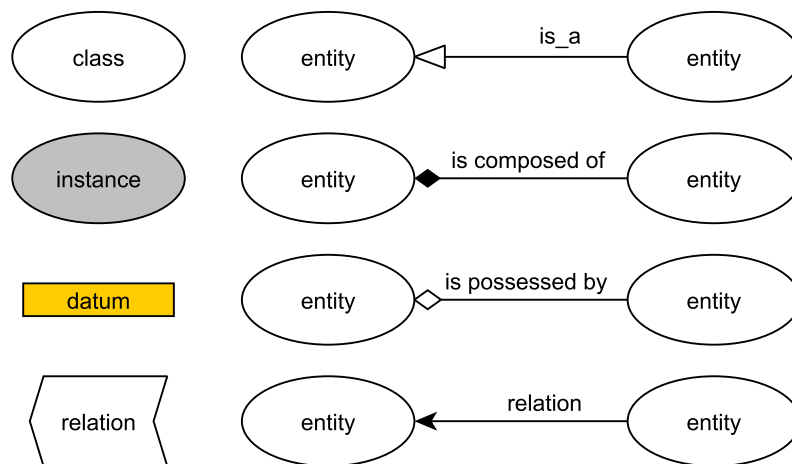 class
entity
is_a
entity
instance
entity
is composed of
entity
datum
entity
is possessed by
entity
relation
entity
relation
entity